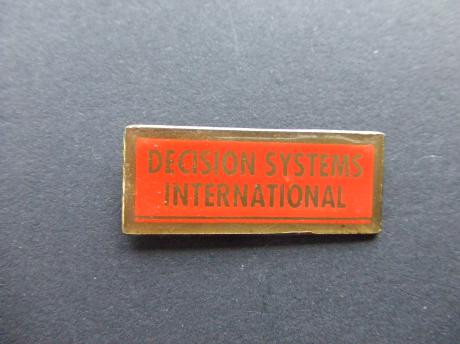 DECISION SYSTEMS
INTERNATIONAL